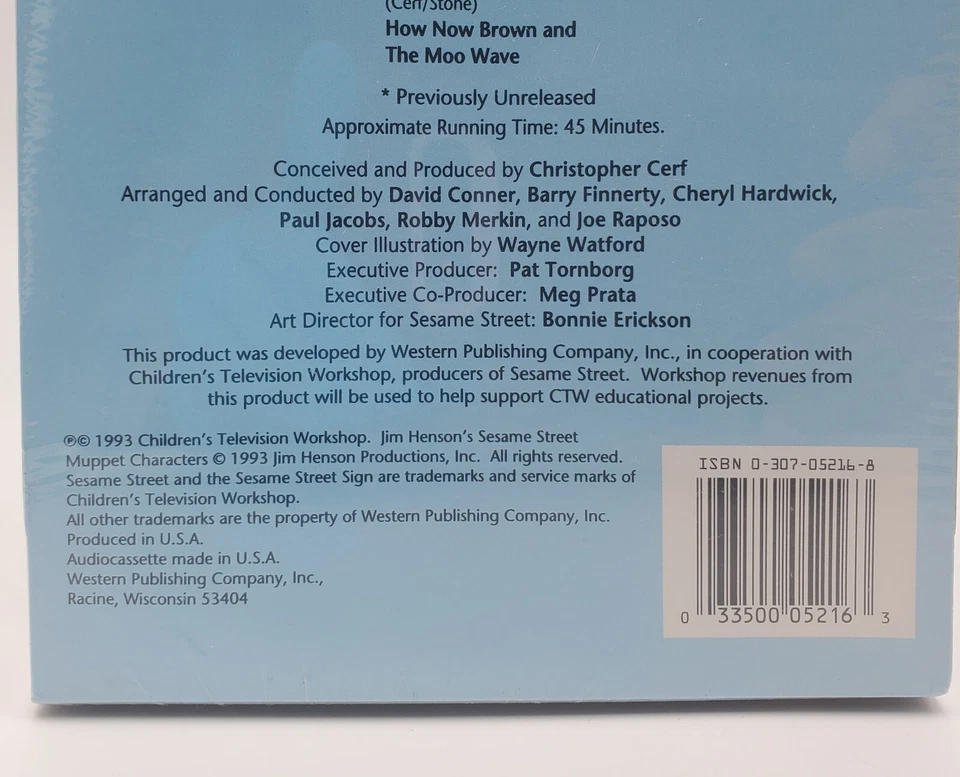 (Cerf/Stone)
How Now Brown and
The Moo Wave
* Previously Unreleased
Approximate Running Time: 45 Minutes.
Conceived and Produced by Christopher Cerf
Arranged and Conducted by David Conner, Barry Finnerty, Cheryl Hardwick,
Paul Jacobs, Robby Merkin, and Joe Raposo
Cover Illustration by Wayne Watford
Executive Producer: Pat Tornborg
Executive Co-Producer: Meg Prata
Art Director for Sesame Street: Bonnie Erickson
This product was developed by Western Publishing Company, Inc., in cooperation with
Children's Television Workshop, producers of Sesame Street. Workshop revenues from
this product will be used to help support CTW educational projects.
℗© 1993 Children's Television Workshop. Jim Henson's Sesame Street
Muppet Characters © 1993 Jim Henson Productions, Inc. All rights reserved.
Sesame Street and the Sesame Street Sign are trademarks and service marks of
Children's Television Workshop.
All other trademarks are the property of Western Publishing Company, Inc.
Produced in U.S.A.
Audiocassette made in U.S.A.
Western Publishing Company, Inc.,
Racine, Wisconsin 53404
ISBN 0-307-05216-8
0 33500 05216 3